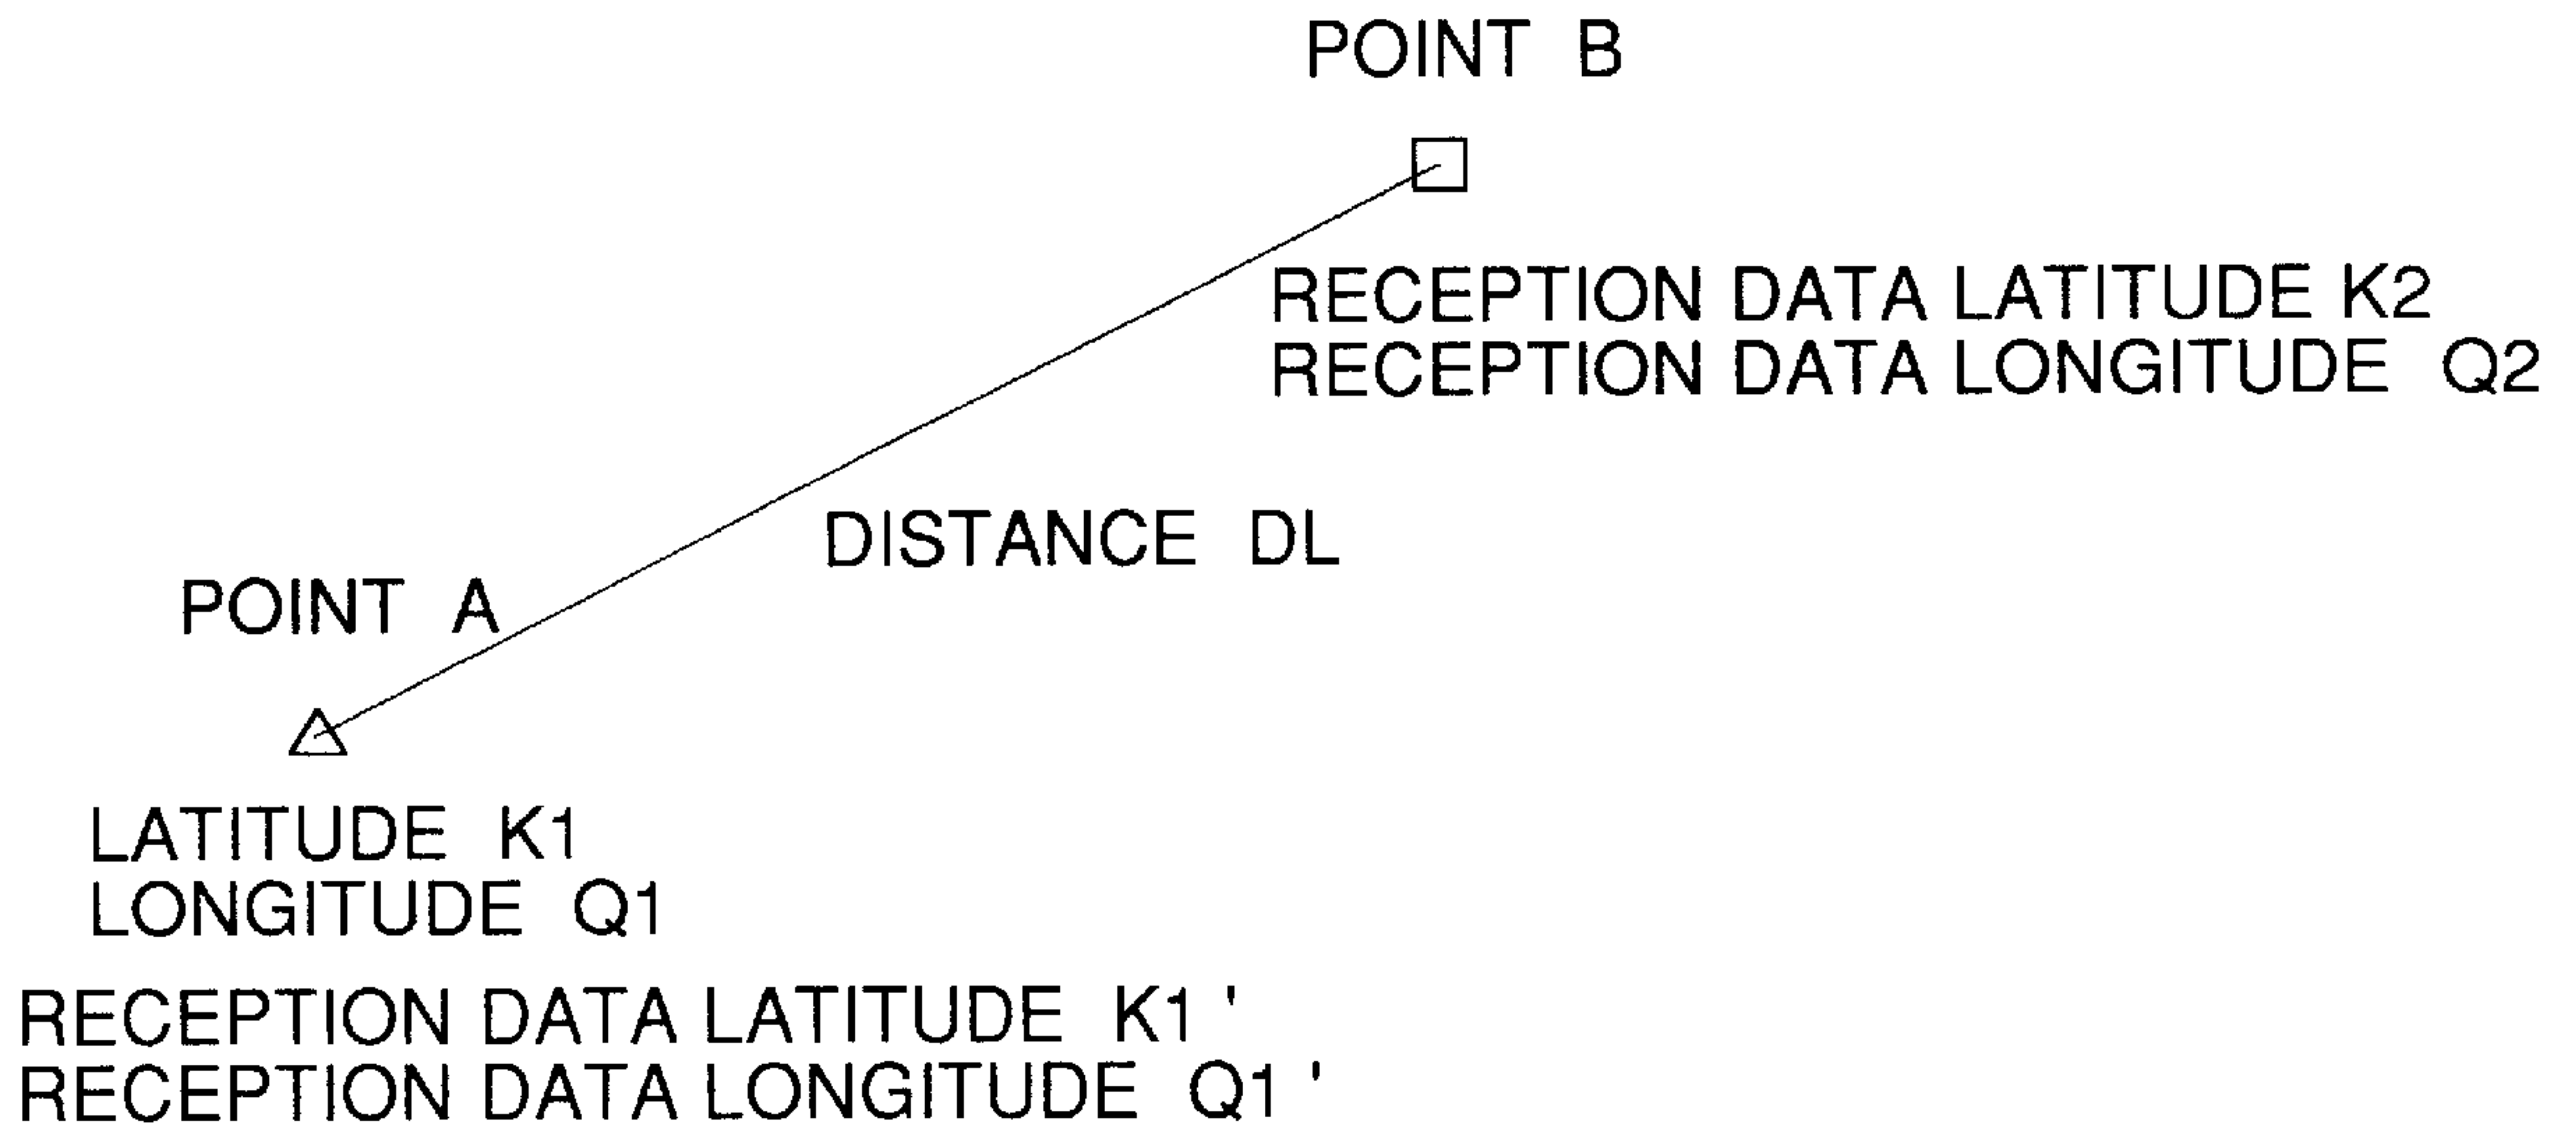 POINT B
RECEPTION DATA LATITUDE K2
RECEPTION DATA LONGITUDE Q2
DISTANCE DL
POINT A
LATITUDE K1
LONGITUDE Q1
RECEPTION DATA LATITUDE K1'
RECEPTION DATA LONGITUDE Q1'